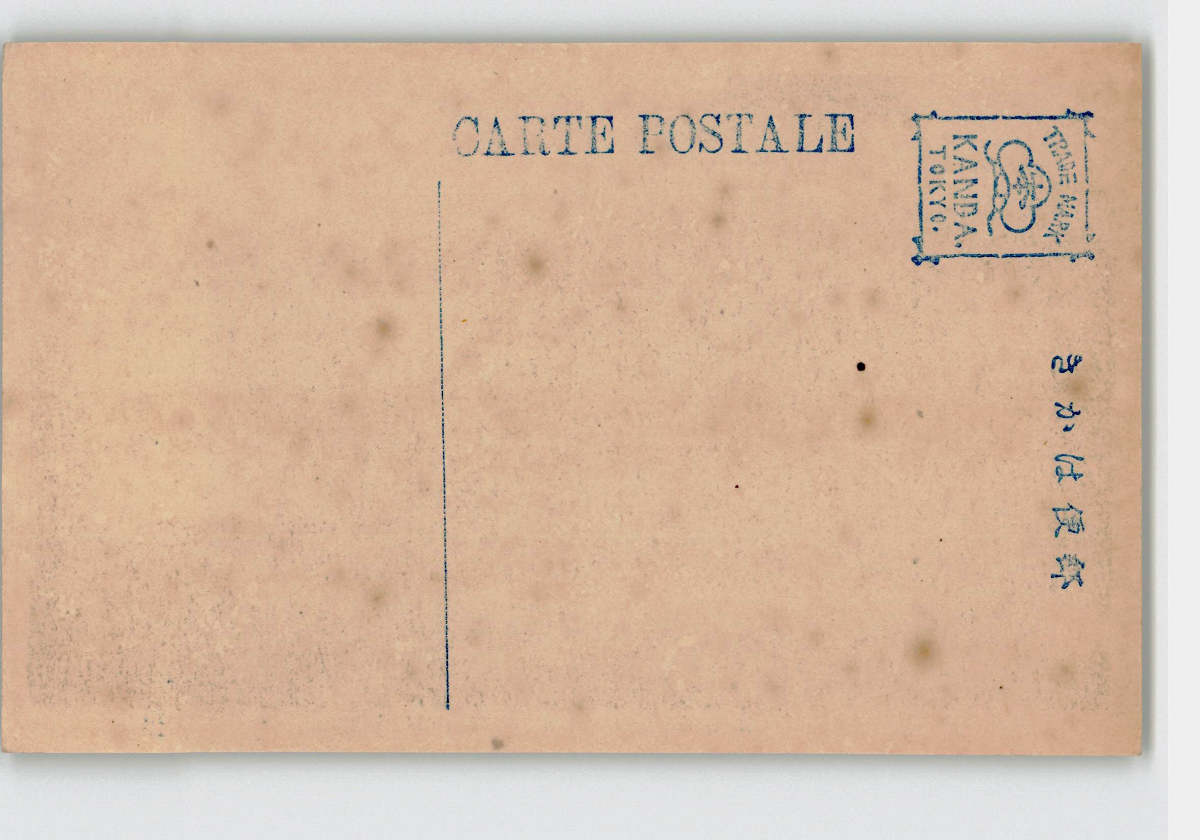 CARTE POSTALE
TRADE MARK
KANDA.
TOKYO.
郵便はかき